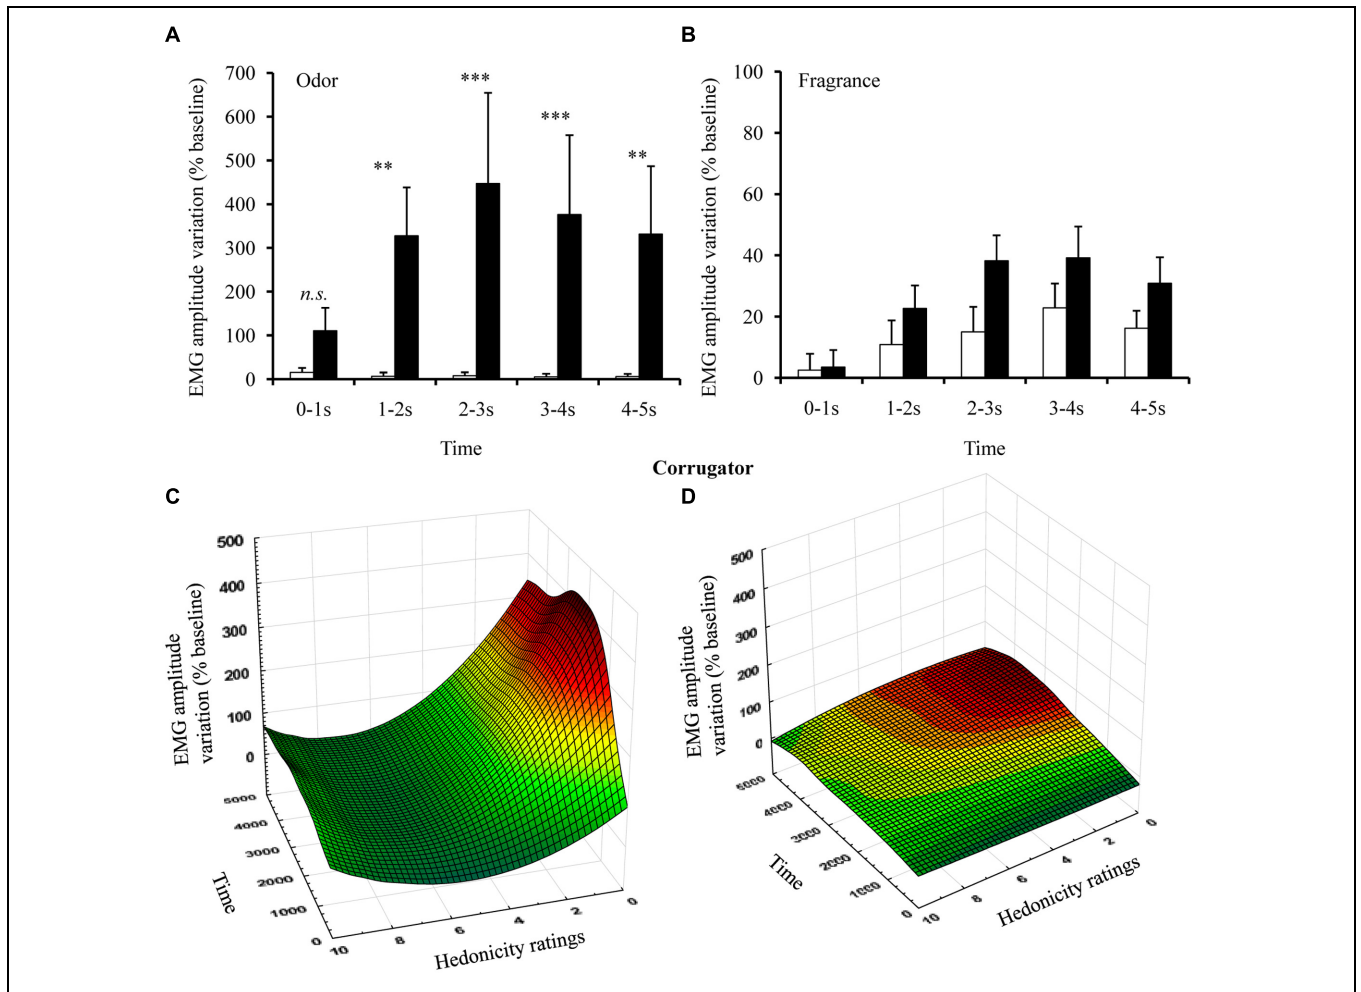 A
B
EMG amplitude variation (% baseline)
700
600
500
400
300
200
100
0
Odor
n.s.
**
***
***
**
0-1s 1-2s 2-3s 3-4s 4-5s
Time
EMG amplitude variation (% baseline)
100
80
60
40
20
0
Fragrance
0-1s 1-2s 2-3s 3-4s 4-5s
Time
Corrugator
C
D
EMG amplitude
variation (% baseline)
500
400
300
200
100
0
5000
4000
3000
2000
1000
0
Time
10 8 6 4 2 0
Hedonicity ratings
EMG amplitude
variation (% baseline)
500
400
300
200
100
0
5000
4000
3000
2000
1000
0
Time
10 8 6 4 2 0
Hedonicity ratings